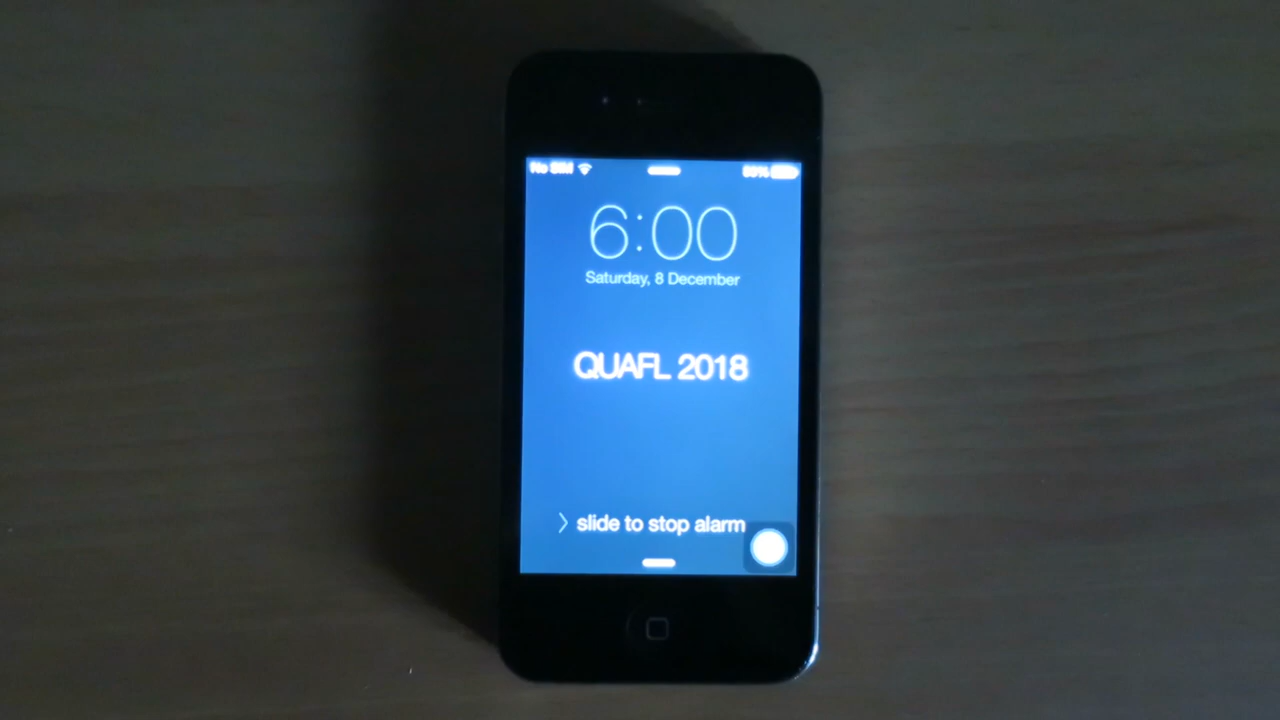 No SIM
6:00
Saturday, 8 December
QUAFL 2018
slide to stop alarm